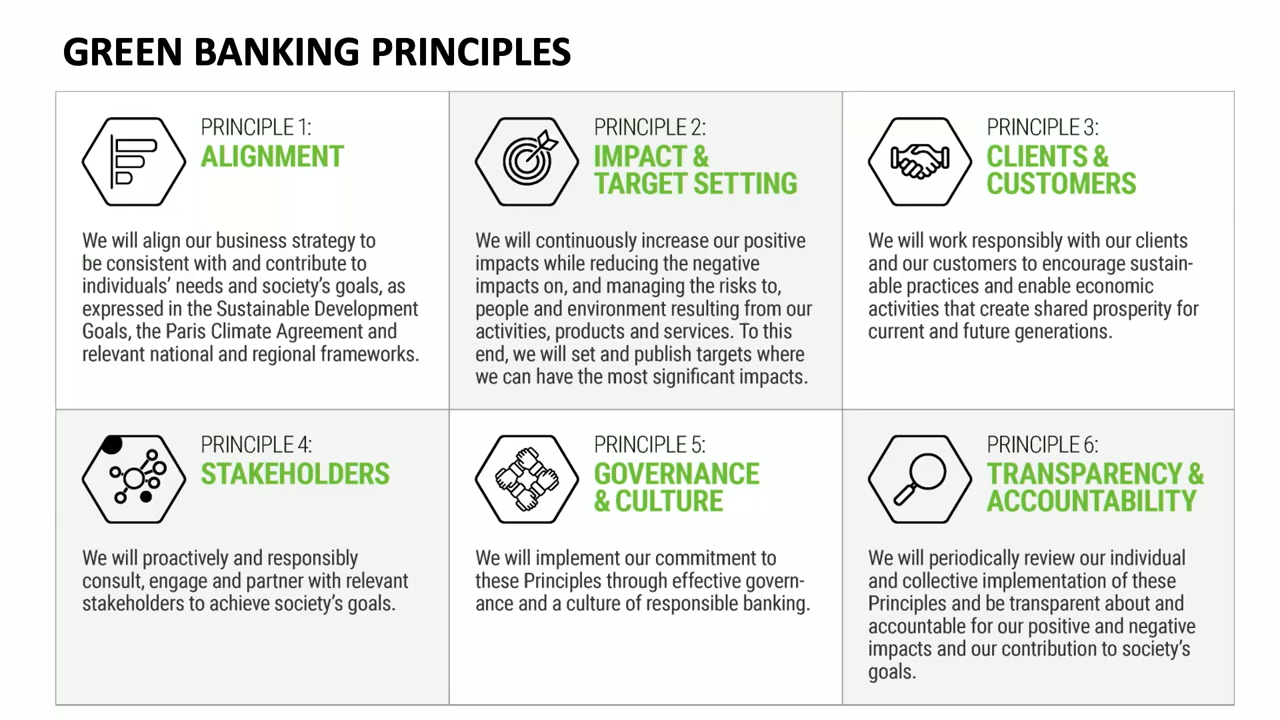 GREEN BANKING PRINCIPLES
PRINCIPLE 1:
ALIGNMENT
We will align our business strategy to
be consistent with and contribute to
individuals’ needs and society’s goals, as
expressed in the Sustainable Development
Goals, the Paris Climate Agreement and
relevant national and regional frameworks.
PRINCIPLE 2:
IMPACT &
TARGET SETTING
We will continuously increase our positive
impacts while reducing the negative
impacts on, and managing the risks to,
people and environment resulting from our
activities, products and services. To this
end, we will set and publish targets where
we can have the most significant impacts.
PRINCIPLE 3:
CLIENTS &
CUSTOMERS
We will work responsibly with our clients
and our customers to encourage sustain-
able practices and enable economic
activities that create shared prosperity for
current and future generations.
PRINCIPLE 4:
STAKEHOLDERS
We will proactively and responsibly
consult, engage and partner with relevant
stakeholders to achieve society’s goals.
PRINCIPLE 5:
GOVERNANCE
& CULTURE
We will implement our commitment to
these Principles through effective govern-
ance and a culture of responsible banking.
PRINCIPLE 6:
TRANSPARENCY &
ACCOUNTABILITY
We will periodically review our individual
and collective implementation of these
Principles and be transparent about and
accountable for our positive and negative
impacts and our contribution to society’s
goals.